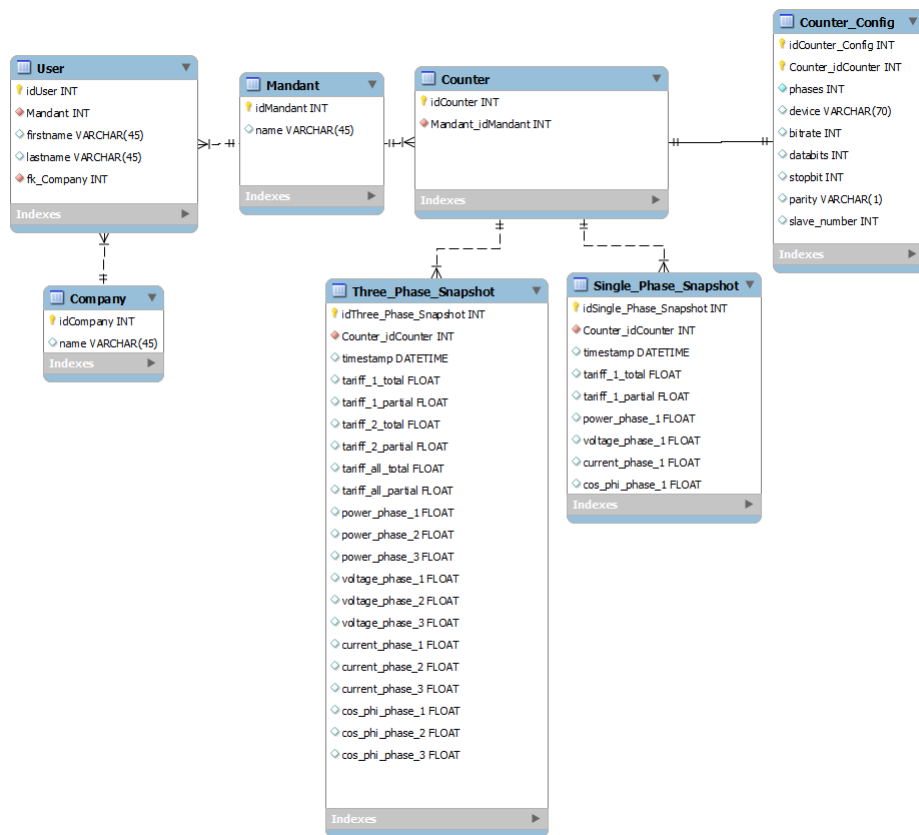 User
idUser INT
Mandant INT
firstname VARCHAR(45)
lastname VARCHAR(45)
fk_Company INT
Indexes
Mandant
idMandant INT
name VARCHAR(45)
Indexes
Counter
idCounter INT
Mandant_idMandant INT
Indexes
Counter_Config
idCounter_Config INT
Counter_idCounter INT
phases INT
device VARCHAR(70)
bitrate INT
databits INT
stopbit INT
parity VARCHAR(1)
slave_number INT
Indexes
Company
idCompany INT
name VARCHAR(45)
Indexes
Three_Phase_Snapshot
idThree_Phase_Snapshot INT
Counter_idCounter INT
timestamp DATETIME
tariff_1_total FLOAT
tariff_1_partial FLOAT
tariff_2_total FLOAT
tariff_2_partial FLOAT
tariff_all_total FLOAT
tariff_all_partial FLOAT
power_phase_1 FLOAT
power_phase_2 FLOAT
power_phase_3 FLOAT
voltage_phase_1 FLOAT
voltage_phase_2 FLOAT
voltage_phase_3 FLOAT
current_phase_1 FLOAT
current_phase_2 FLOAT
current_phase_3 FLOAT
cos_phi_phase_1 FLOAT
cos_phi_phase_2 FLOAT
cos_phi_phase_3 FLOAT
Indexes
Single_Phase_Snapshot
idSingle_Phase_Snapshot INT
Counter_idCounter INT
timestamp DATETIME
tariff_1_total FLOAT
tariff_1_partial FLOAT
power_phase_1 FLOAT
voltage_phase_1 FLOAT
current_phase_1 FLOAT
cos_phi_phase_1 FLOAT
Indexes